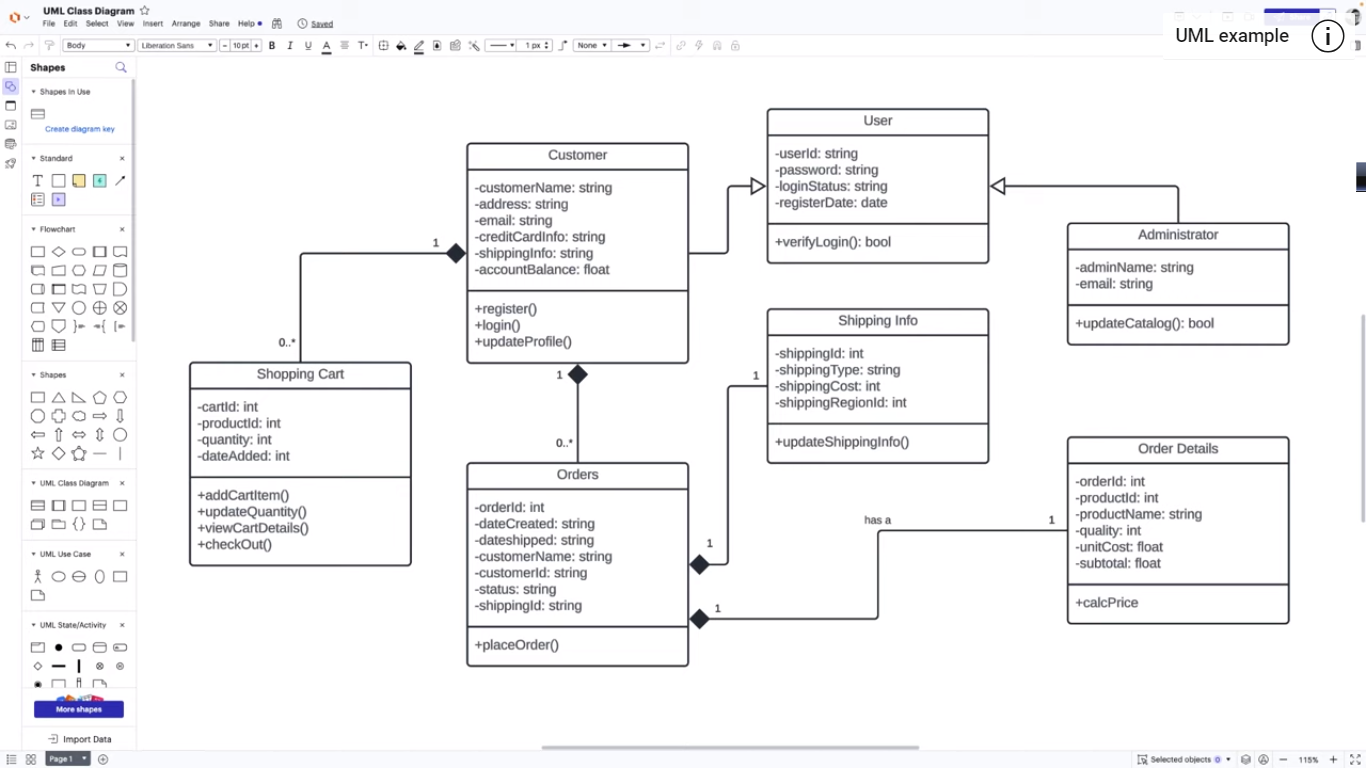 UML Class Diagram
File Edit Select View Insert Arrange Share Help Saved
UML example
Body Liberation Sans 10 pt B I U A T 1 px None
Shapes
Shapes In Use
Create diagram key
Standard
Flowchart
Shapes
UML Class Diagram
UML Use Case
UML State/Activity
More shapes
Import Data
User
-userId: string
-password: string
-loginStatus: string
-registerDate: date
+verifyLogin(): bool
Customer
-customerName: string
-address: string
-email: string
-creditCardInfo: string
-shippingInfo: string
-accountBalance: float
+register()
+login()
+updateProfile()
Administrator
-adminName: string
-email: string
+updateCatalog(): bool
1
0..*
Shopping Cart
-cartId: int
-productId: int
-quantity: int
-dateAdded: int
+addCartItem()
+updateQuantity()
+viewCartDetails()
+checkOut()
Shipping Info
-shippingId: int
-shippingType: string
-shippingCost: int
-shippingRegionId: int
+updateShippingInfo()
1
0..*
1
Orders
-orderId: int
-dateCreated: string
-dateshipped: string
-customerName: string
-customerId: string
-status: string
-shippingId: string
+placeOrder()
1
1
has a
1
Order Details
-orderId: int
-productId: int
-productName: string
-quality: int
-unitCost: float
-subtotal: float
+calcPrice
Page 1
Selected objects 0
115%